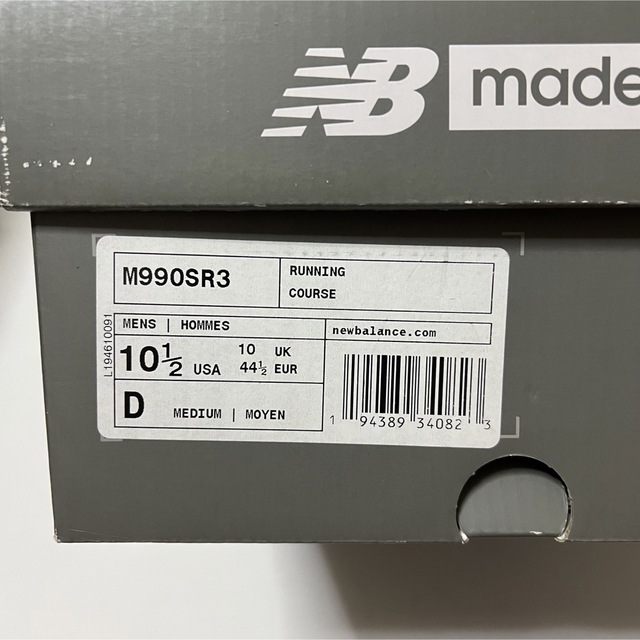 NB made
M990SR3
RUNNING
COURSE
MENS | HOMMES
newbalance.com
10½ USA 10 UK
44½ EUR
D MEDIUM | MOYEN
1 94389 34082 3
L194610091